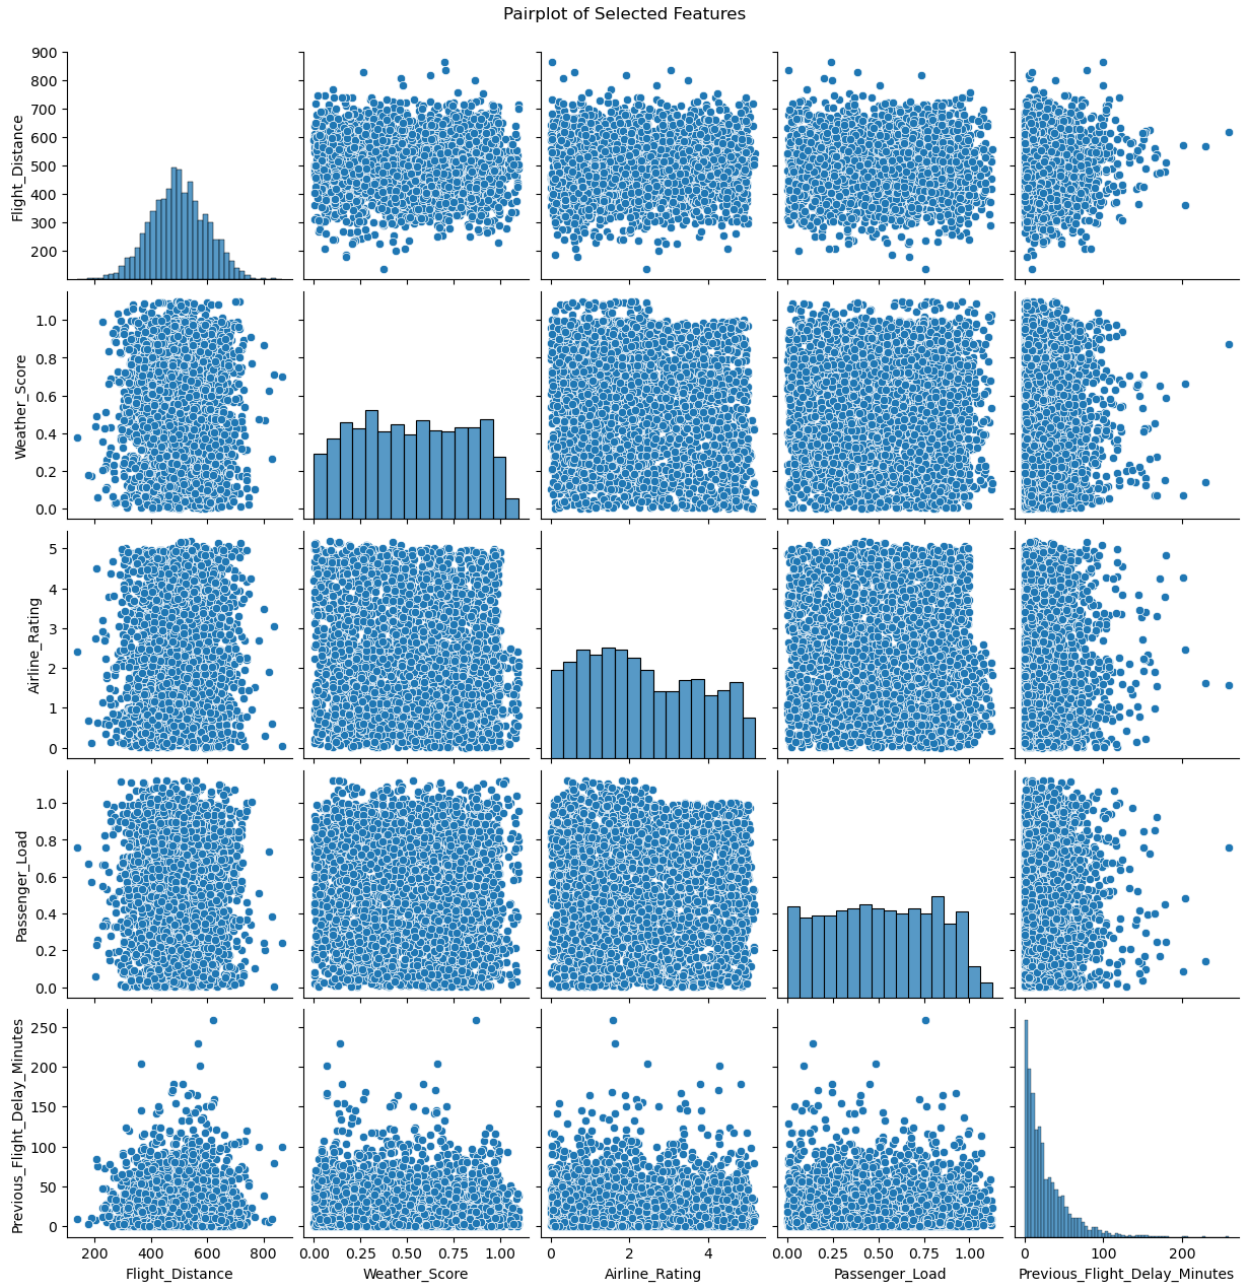 Pairplot of Selected Features
900
800
700
600
500
400
300
200
Flight_Distance
1.0
0.8
0.6
0.4
0.2
0.0
Weather_Score
5
4
3
2
1
0
Airline_Rating
1.0
0.8
0.6
0.4
0.2
0.0
Passenger_Load
250
200
150
100
50
0
Previous_Flight_Delay_Minutes
200 400 600 800
0.00 0.25 0.50 0.75 1.00
0 2 4
0.00 0.25 0.50 0.75 1.00
0 100 200
Flight_Distance
Weather_Score
Airline_Rating
Passenger_Load
Previous_Flight_Delay_Minutes